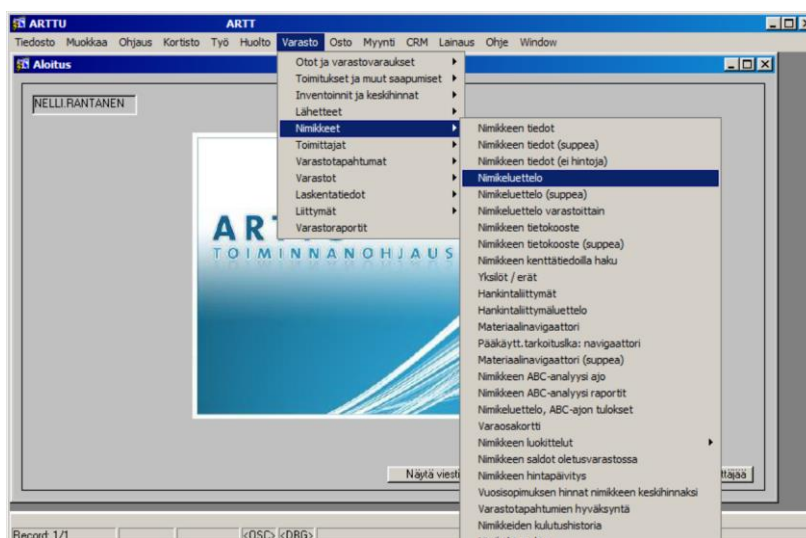 ARTTU ARTT
Tiedosto Muokkaa Ohjaus Kortisto Työ Huolto Varasto Osto Myynti CRM Lainaus Ohje Window
Aloitus
NELLI.RANTANEN
Otot ja varastovaraukset
Toimitukset ja muut saapumiset
Inventoinnit ja keskihinnat
Lähetteet
Nimikkeet
Toimittajat
Varastotapahtumat
Varastot
Laskentatiedot
Liittymät
Varastoraportit
Nimikkeen tiedot
Nimikkeen tiedot (suppea)
Nimikkeen tiedot (ei hintoja)
Nimikeluettelo
Nimikeluettelo (suppea)
Nimikeluettelo varastoittain
Nimikkeen tietokooste
Nimikkeen tietokooste (suppea)
Nimikkeen kenttätiedoilla haku
Yksilöt / erät
Hankintaliittymät
Hankintaliittymäluettelo
Materiaalinavigaattori
Pääkäytt.tarkoitusIka: navigaattori
Materiaalinavigaattori (suppea)
Nimikkeen ABC-analyysi ajo
Nimikkeen ABC-analyysi raportit
Nimikeluettelo, ABC-ajon tulokset
Varaosakortti
Nimikkeen luokittelut
Nimikkeen saldot oletusvarastossa
Nimikkeen hintapäivitys
Vuosisopimuksen hinnat nimikkeen keskihinnaksi
Varastotapahtumien hyväksyntä
Nimikkeiden kulutushistoria
AR
TOIMINNANOHJAUS
Näytä viesti
ttäjää
Record: 1/1 <OSC> <DBG>